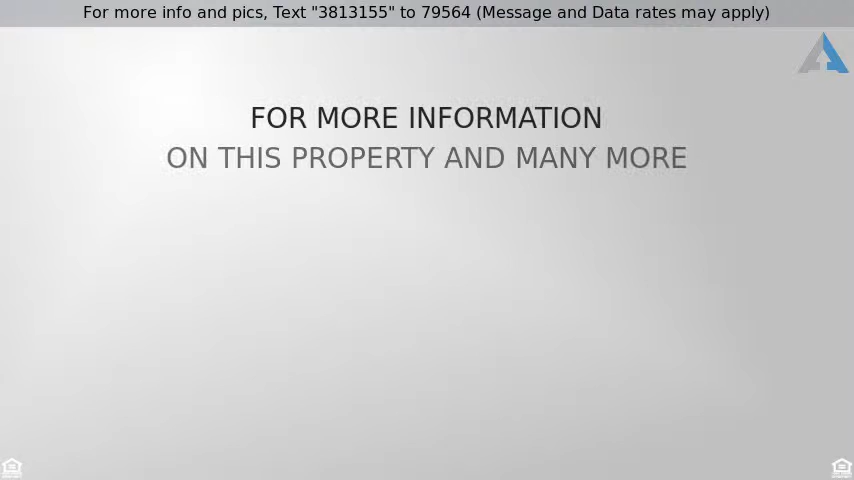 For more info and pics, Text "3813155" to 79564 (Message and Data rates may apply)
FOR MORE INFORMATION
ON THIS PROPERTY AND MANY MORE